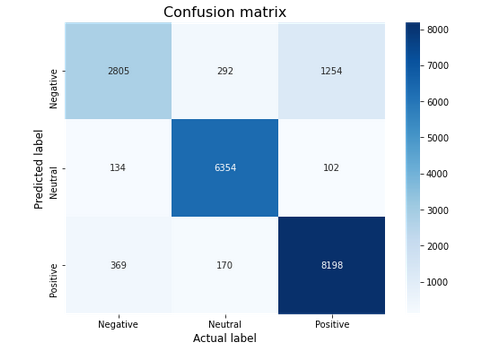 Confusion matrix
Predicted label
Negative
2805 292 1254
Neutral
134 6354 102
Positive
369 170 8198
Negative Neutral Positive
Actual label
8000
7000
6000
5000
4000
3000
2000
1000